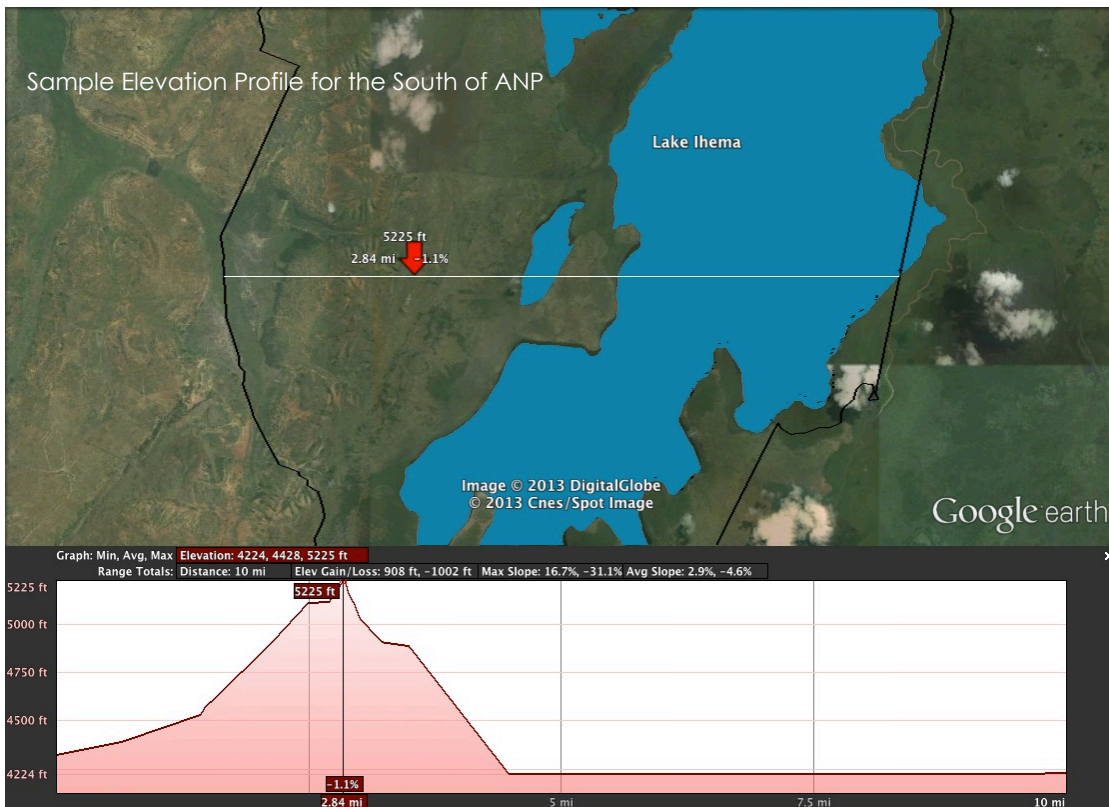 Sample Elevation Profile for the South of ANP
Lake Ihema
5225 ft
2.84 mi -1.1%
Image © 2013 DigitalGlobe
© 2013 Cnes/Spot Image
Google earth
Graph: Min, Avg, Max Elevation: 4224, 4428, 5225 ft
Range Totals: Distance: 10 mi Elev Gain/Loss: 908 ft, -1002 ft Max Slope: 16.7%, -31.1% Avg Slope: 2.9%, -4.6%
5225 ft
5225 ft
5000 ft
4750 ft
4500 ft
4224 ft
-1.1%
2.84 mi 5 mi 7.5 mi 10 mi